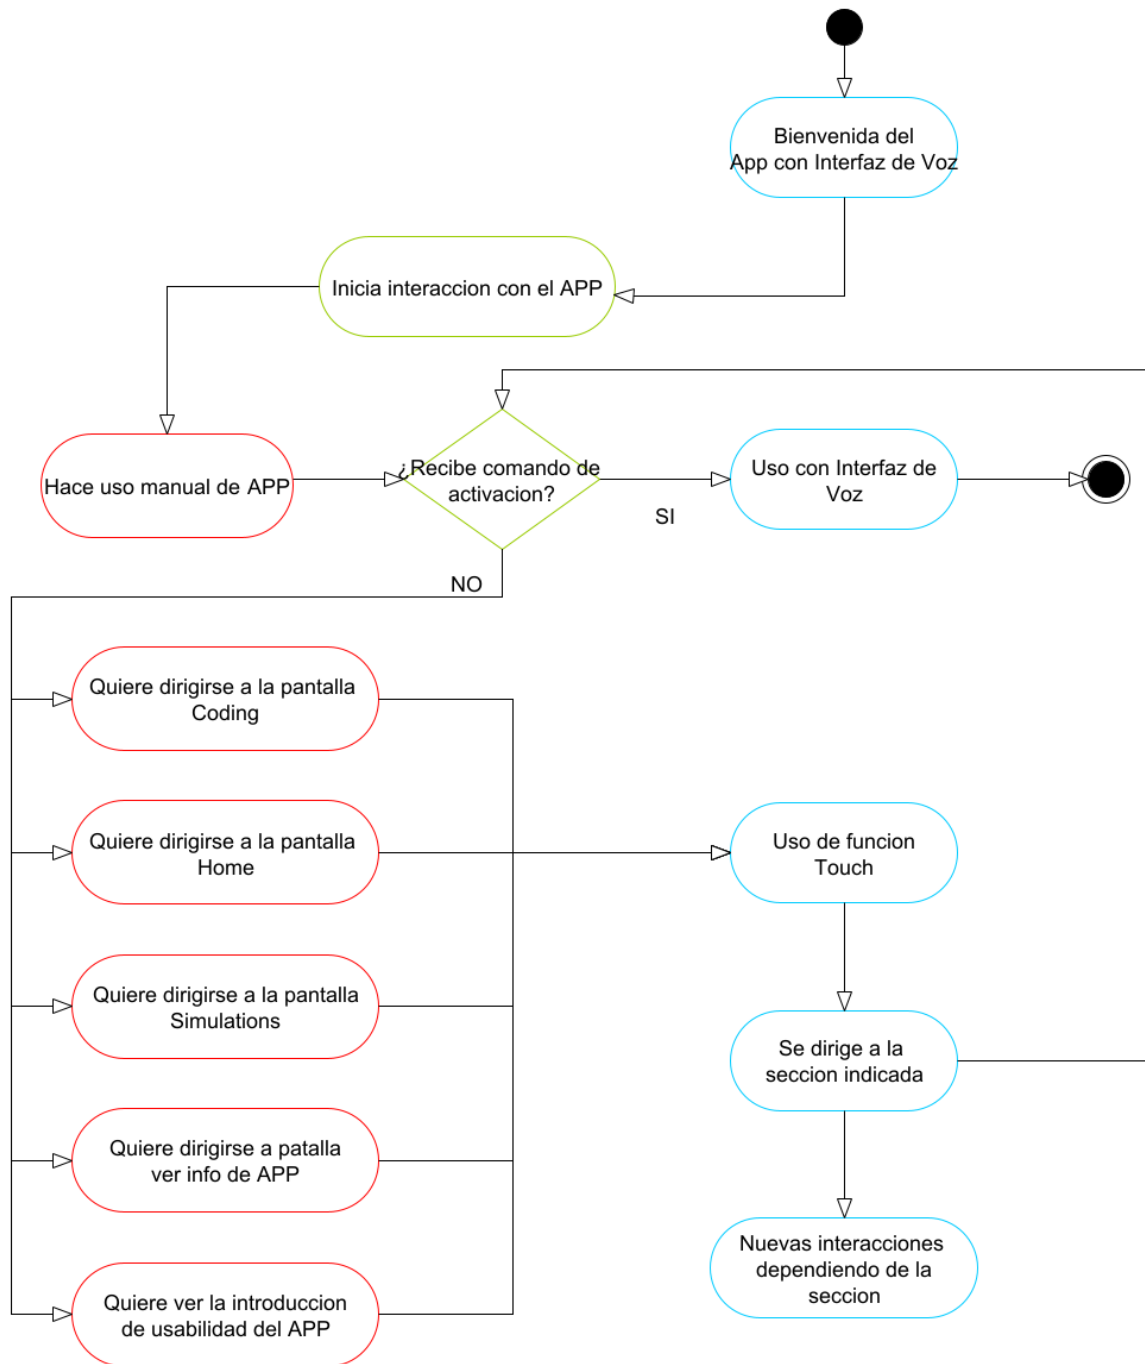 Bienvenida del
App con Interfaz de Voz
Inicia interaccion con el APP
Hace uso manual de APP
¿Recibe comando de
activacion?
SI
Uso con Interfaz de
Voz
NO
Quiere dirigirse a la pantalla
Coding
Quiere dirigirse a la pantalla
Home
Quiere dirigirse a la pantalla
Simulations
Quiere dirigirse a patalla
ver info de APP
Quiere ver la introduccion
de usabilidad del APP
Uso de funcion
Touch
Se dirige a la
seccion indicada
Nuevas interacciones
dependiendo de la
seccion